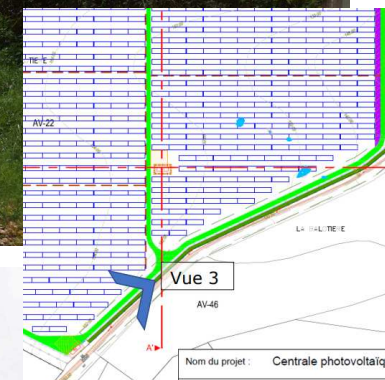 AV-22
Vue 3
AV-46
A'
Nom du projet : Centrale photovoltaïq